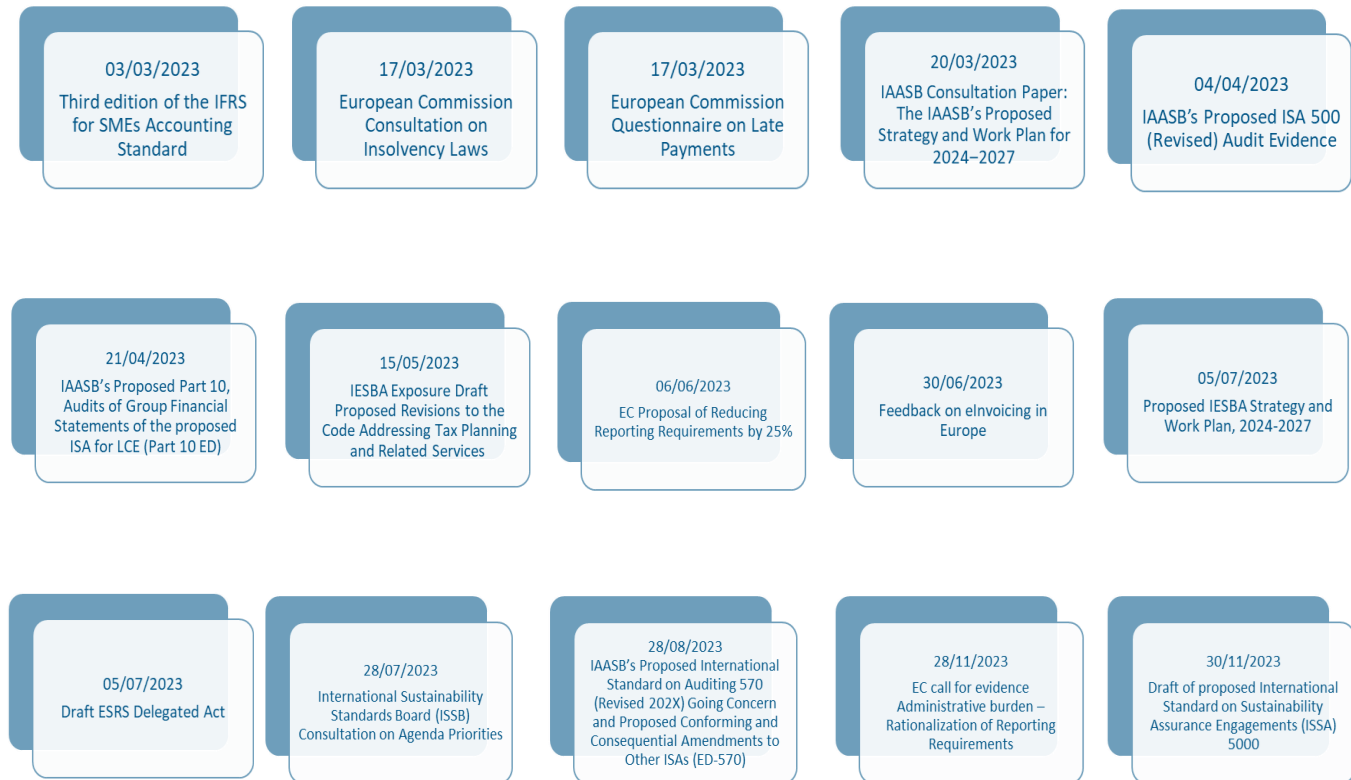 03/03/2023
Third edition of the IFRS
for SMEs Accounting
Standard
17/03/2023
European Commission
Consultation on
Insolvency Laws
17/03/2023
European Commission
Questionnaire on Late
Payments
20/03/2023
IAASB Consultation Paper:
The IAASB's Proposed
Strategy and Work Plan for
2024–2027
04/04/2023
IAASB's Proposed ISA 500
(Revised) Audit Evidence
21/04/2023
IAASB's Proposed Part 10,
Audits of Group Financial
Statements of the proposed
ISA for LCE (Part 10 ED)
15/05/2023
IESBA Exposure Draft
Proposed Revisions to the
Code Addressing Tax Planning
and Related Services
06/06/2023
EC Proposal of Reducing
Reporting Requirements by 25%
30/06/2023
Feedback on eInvoicing in
Europe
05/07/2023
Proposed IESBA Strategy and
Work Plan, 2024-2027
05/07/2023
Draft ESRS Delegated Act
28/07/2023
International Sustainability
Standards Board (ISSB)
Consultation on Agenda Priorities
28/08/2023
IAASB's Proposed International
Standard on Auditing 570
(Revised 202X) Going Concern
and Proposed Conforming and
Consequential Amendments to
Other ISAs (ED-570)
28/11/2023
EC call for evidence
Administrative burden –
Rationalization of Reporting
Requirements
30/11/2023
Draft of proposed International
Standard on Sustainability
Assurance Engagements (ISSA)
5000